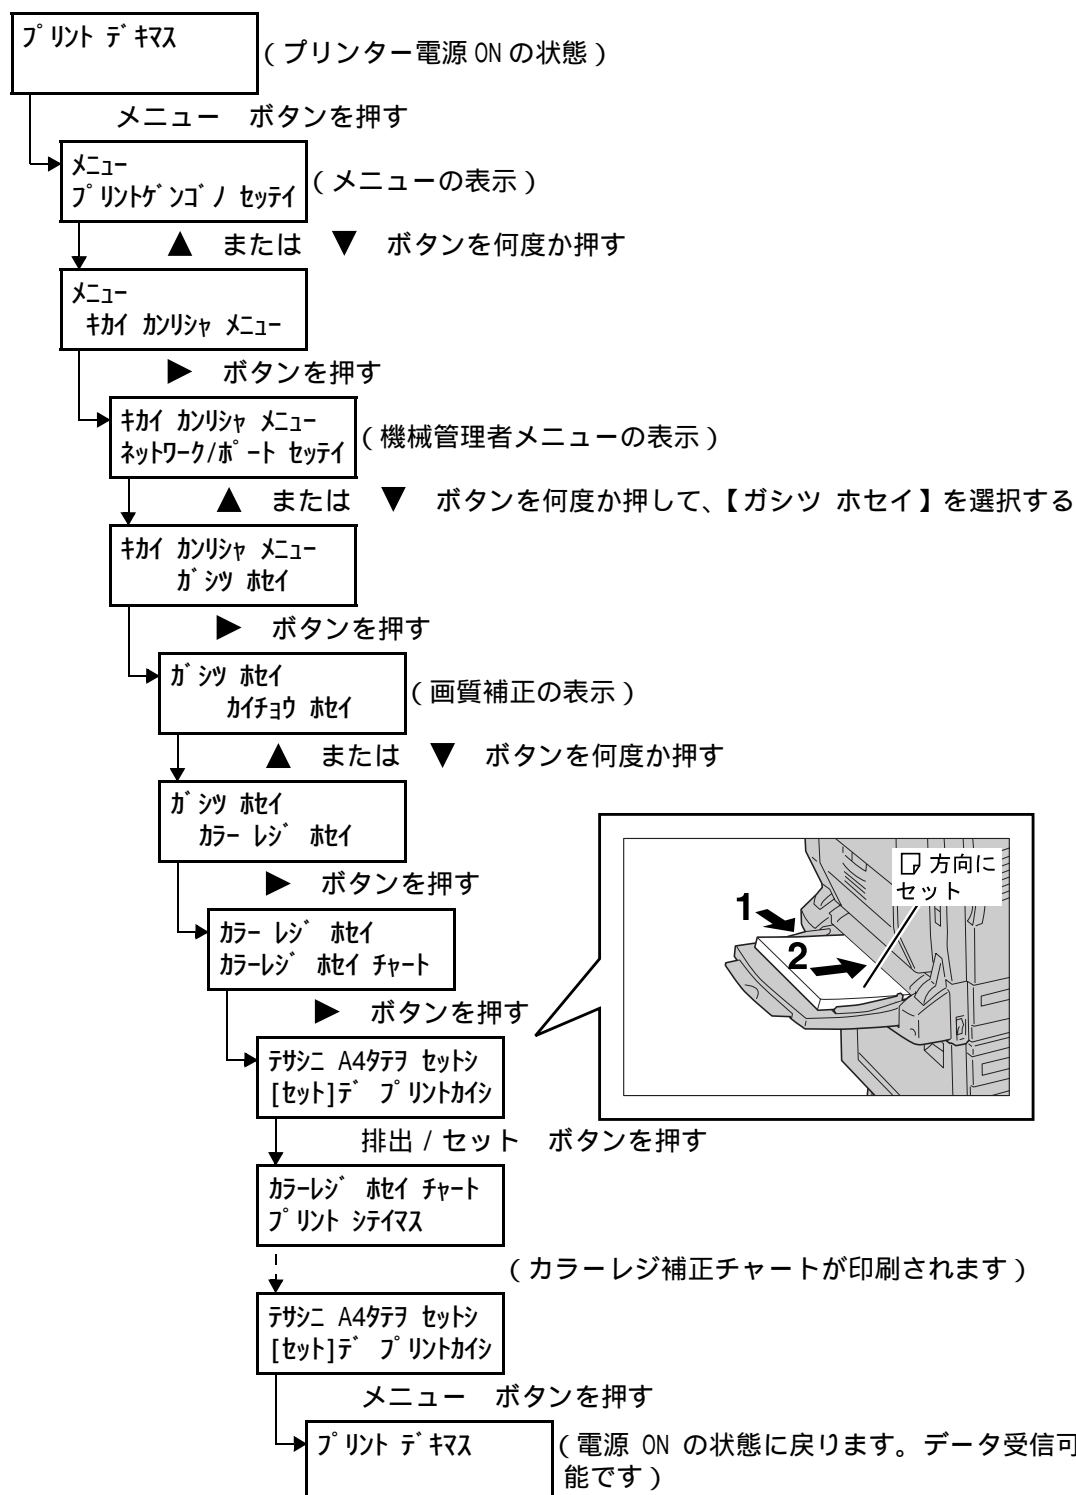 ﾌﾟﾘﾝﾄ ﾃﾞｷﾏｽ
(プリンター電源 ON の状態)
メニュー　ボタンを押す
ﾒﾆｭｰ
ﾌﾟﾘﾝﾄｹﾞﾝｺﾞﾉ ｾｯﾃｲ
(メニューの表示)
▲　または　▼　ボタンを何度か押す
ﾒﾆｭｰ
ｷｶｲ ｶﾝﾘｼｬ ﾒﾆｭｰ
▶　ボタンを押す
ｷｶｲ ｶﾝﾘｼｬ ﾒﾆｭｰ
ﾈｯﾄﾜｰｸ/ﾎﾟｰﾄ ｾｯﾃｲ
(機械管理者メニューの表示)
▲　または　▼　ボタンを何度か押して、【ガシツ ホセイ】を選択する
ｷｶｲ ｶﾝﾘｼｬ ﾒﾆｭｰ
ｶﾞｼﾂ ﾎｾｲ
▶　ボタンを押す
ｶﾞｼﾂ ﾎｾｲ
ｶｲﾁｮｳ ﾎｾｲ
(画質補正の表示)
▲　または　▼　ボタンを何度か押す
ｶﾞｼﾂ ﾎｾｲ
ｶﾗｰ ﾚｼﾞ ﾎｾｲ
▶　ボタンを押す
ｶﾗｰ ﾚｼﾞ ﾎｾｲ
ｶﾗｰﾚｼﾞ ﾎｾｲ ﾁｬｰﾄ
▶　ボタンを押す
方向に
セット
1
2
ﾃｻｼﾆ A4ﾀﾃｦ ｾｯﾄｼ
[ｾｯﾄ]ﾃﾞ ﾌﾟﾘﾝﾄｶｲｼ
排出 / セット　ボタンを押す
ｶﾗｰﾚｼﾞ ﾎｾｲ ﾁｬｰﾄ
ﾌﾟﾘﾝﾄ ｼﾃｲﾏｽ
(カラーレジ補正チャートが印刷されます)
ﾃｻｼﾆ A4ﾀﾃｦ ｾｯﾄｼ
[ｾｯﾄ]ﾃﾞ ﾌﾟﾘﾝﾄｶｲｼ
メニュー　ボタンを押す
ﾌﾟﾘﾝﾄ ﾃﾞｷﾏｽ
(電源 ON の状態に戻ります。データ受信可
能です)